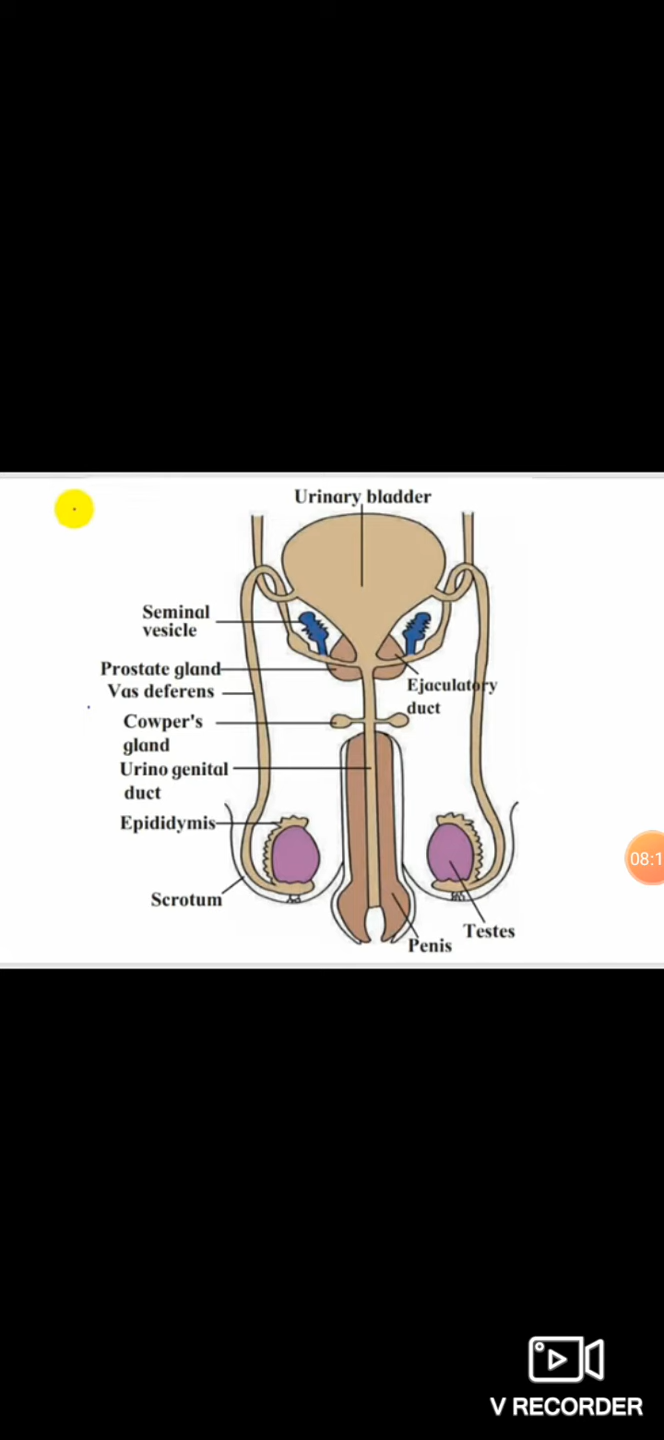 Urinary bladder
Seminal
vesicle
Prostate gland
Vas deferens
Ejaculatory
duct
Cowper's
gland
Urino genital
duct
Epididymis
Scrotum
Testes
Penis
08:1
V RECORDER